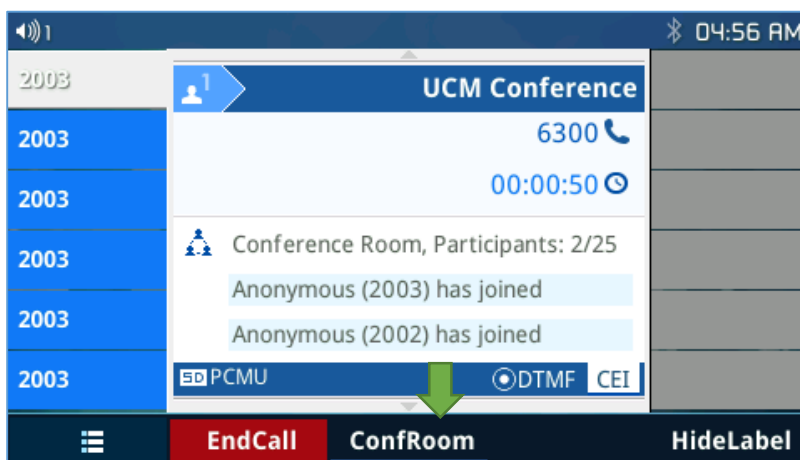 1
04:56 AM
2003
2003
2003
2003
2003
2003
1
UCM Conference
6300
00:00:50
Conference Room, Participants: 2/25
Anonymous (2003) has joined
Anonymous (2002) has joined
SD PCMU
DTMF CEI
EndCall ConfRoom HideLabel